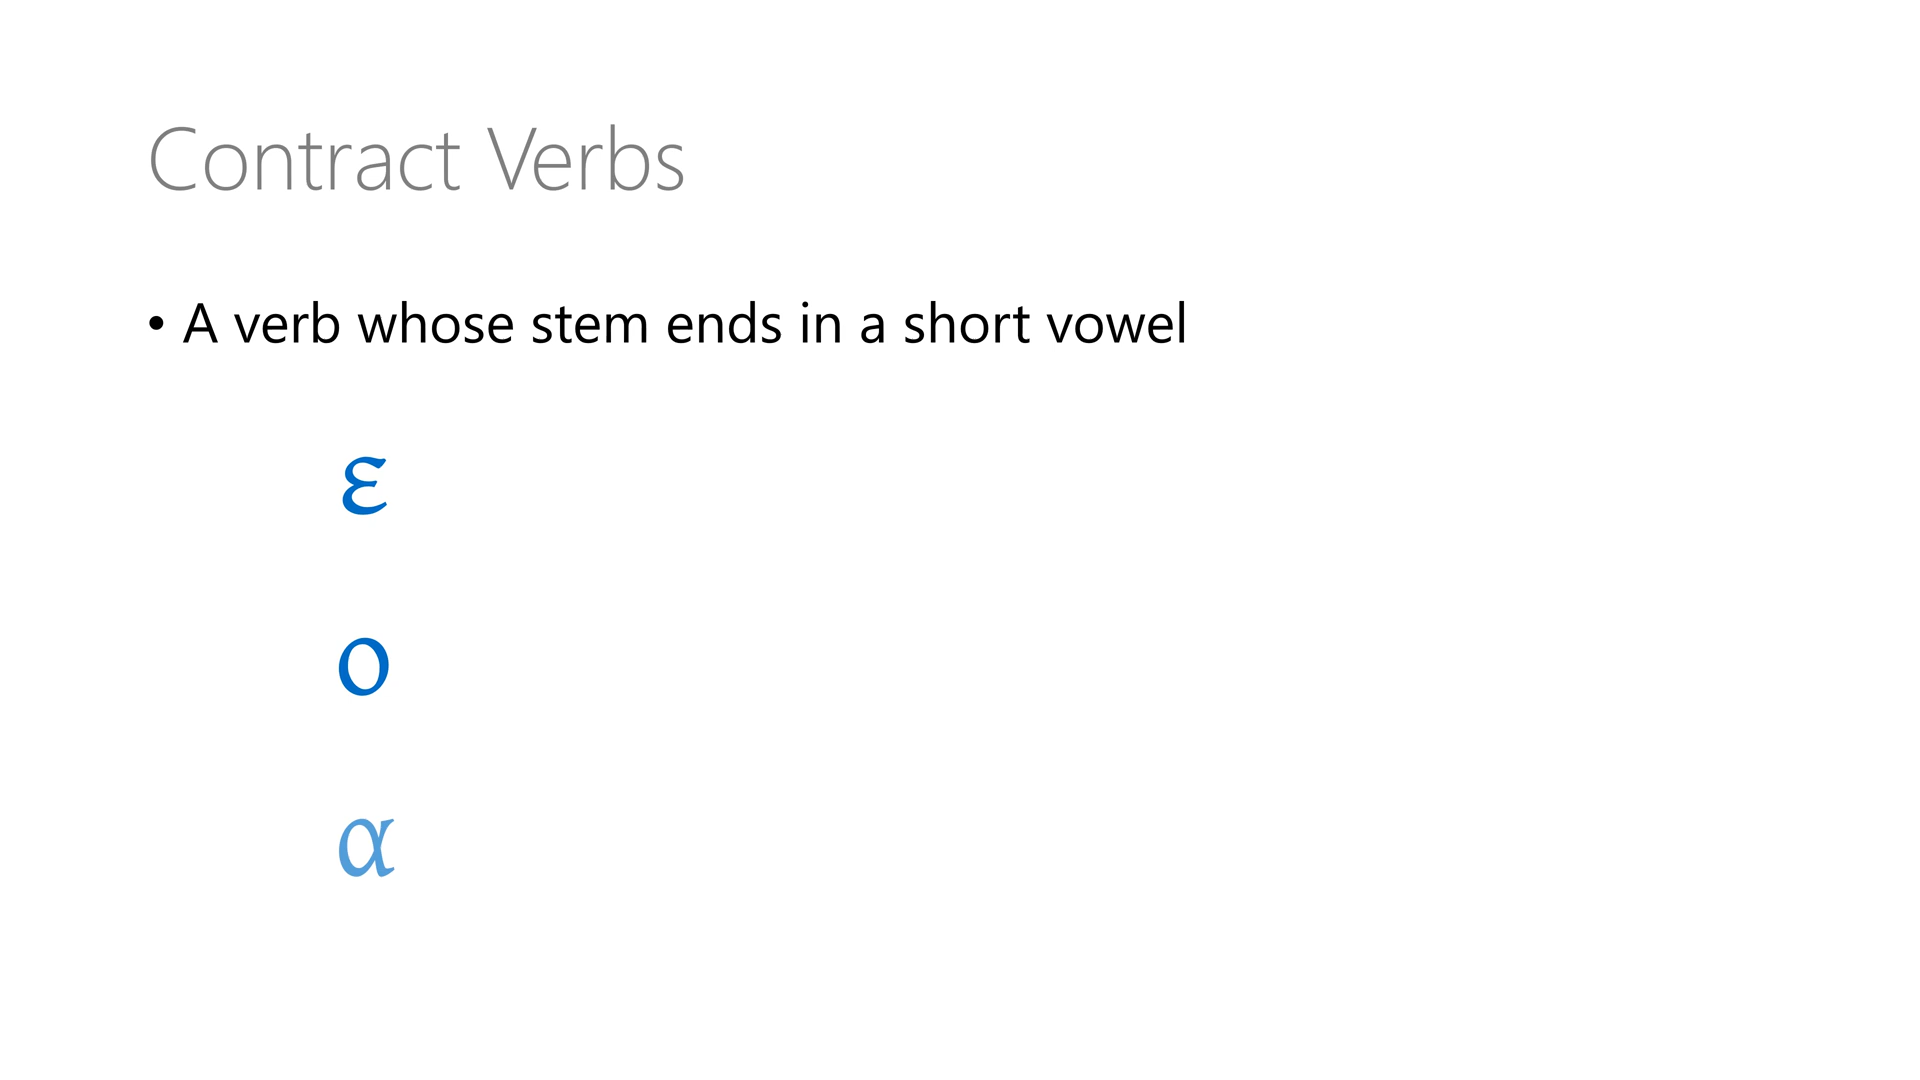 Contract Verbs
• A verb whose stem ends in a short vowel
ε
ο
α